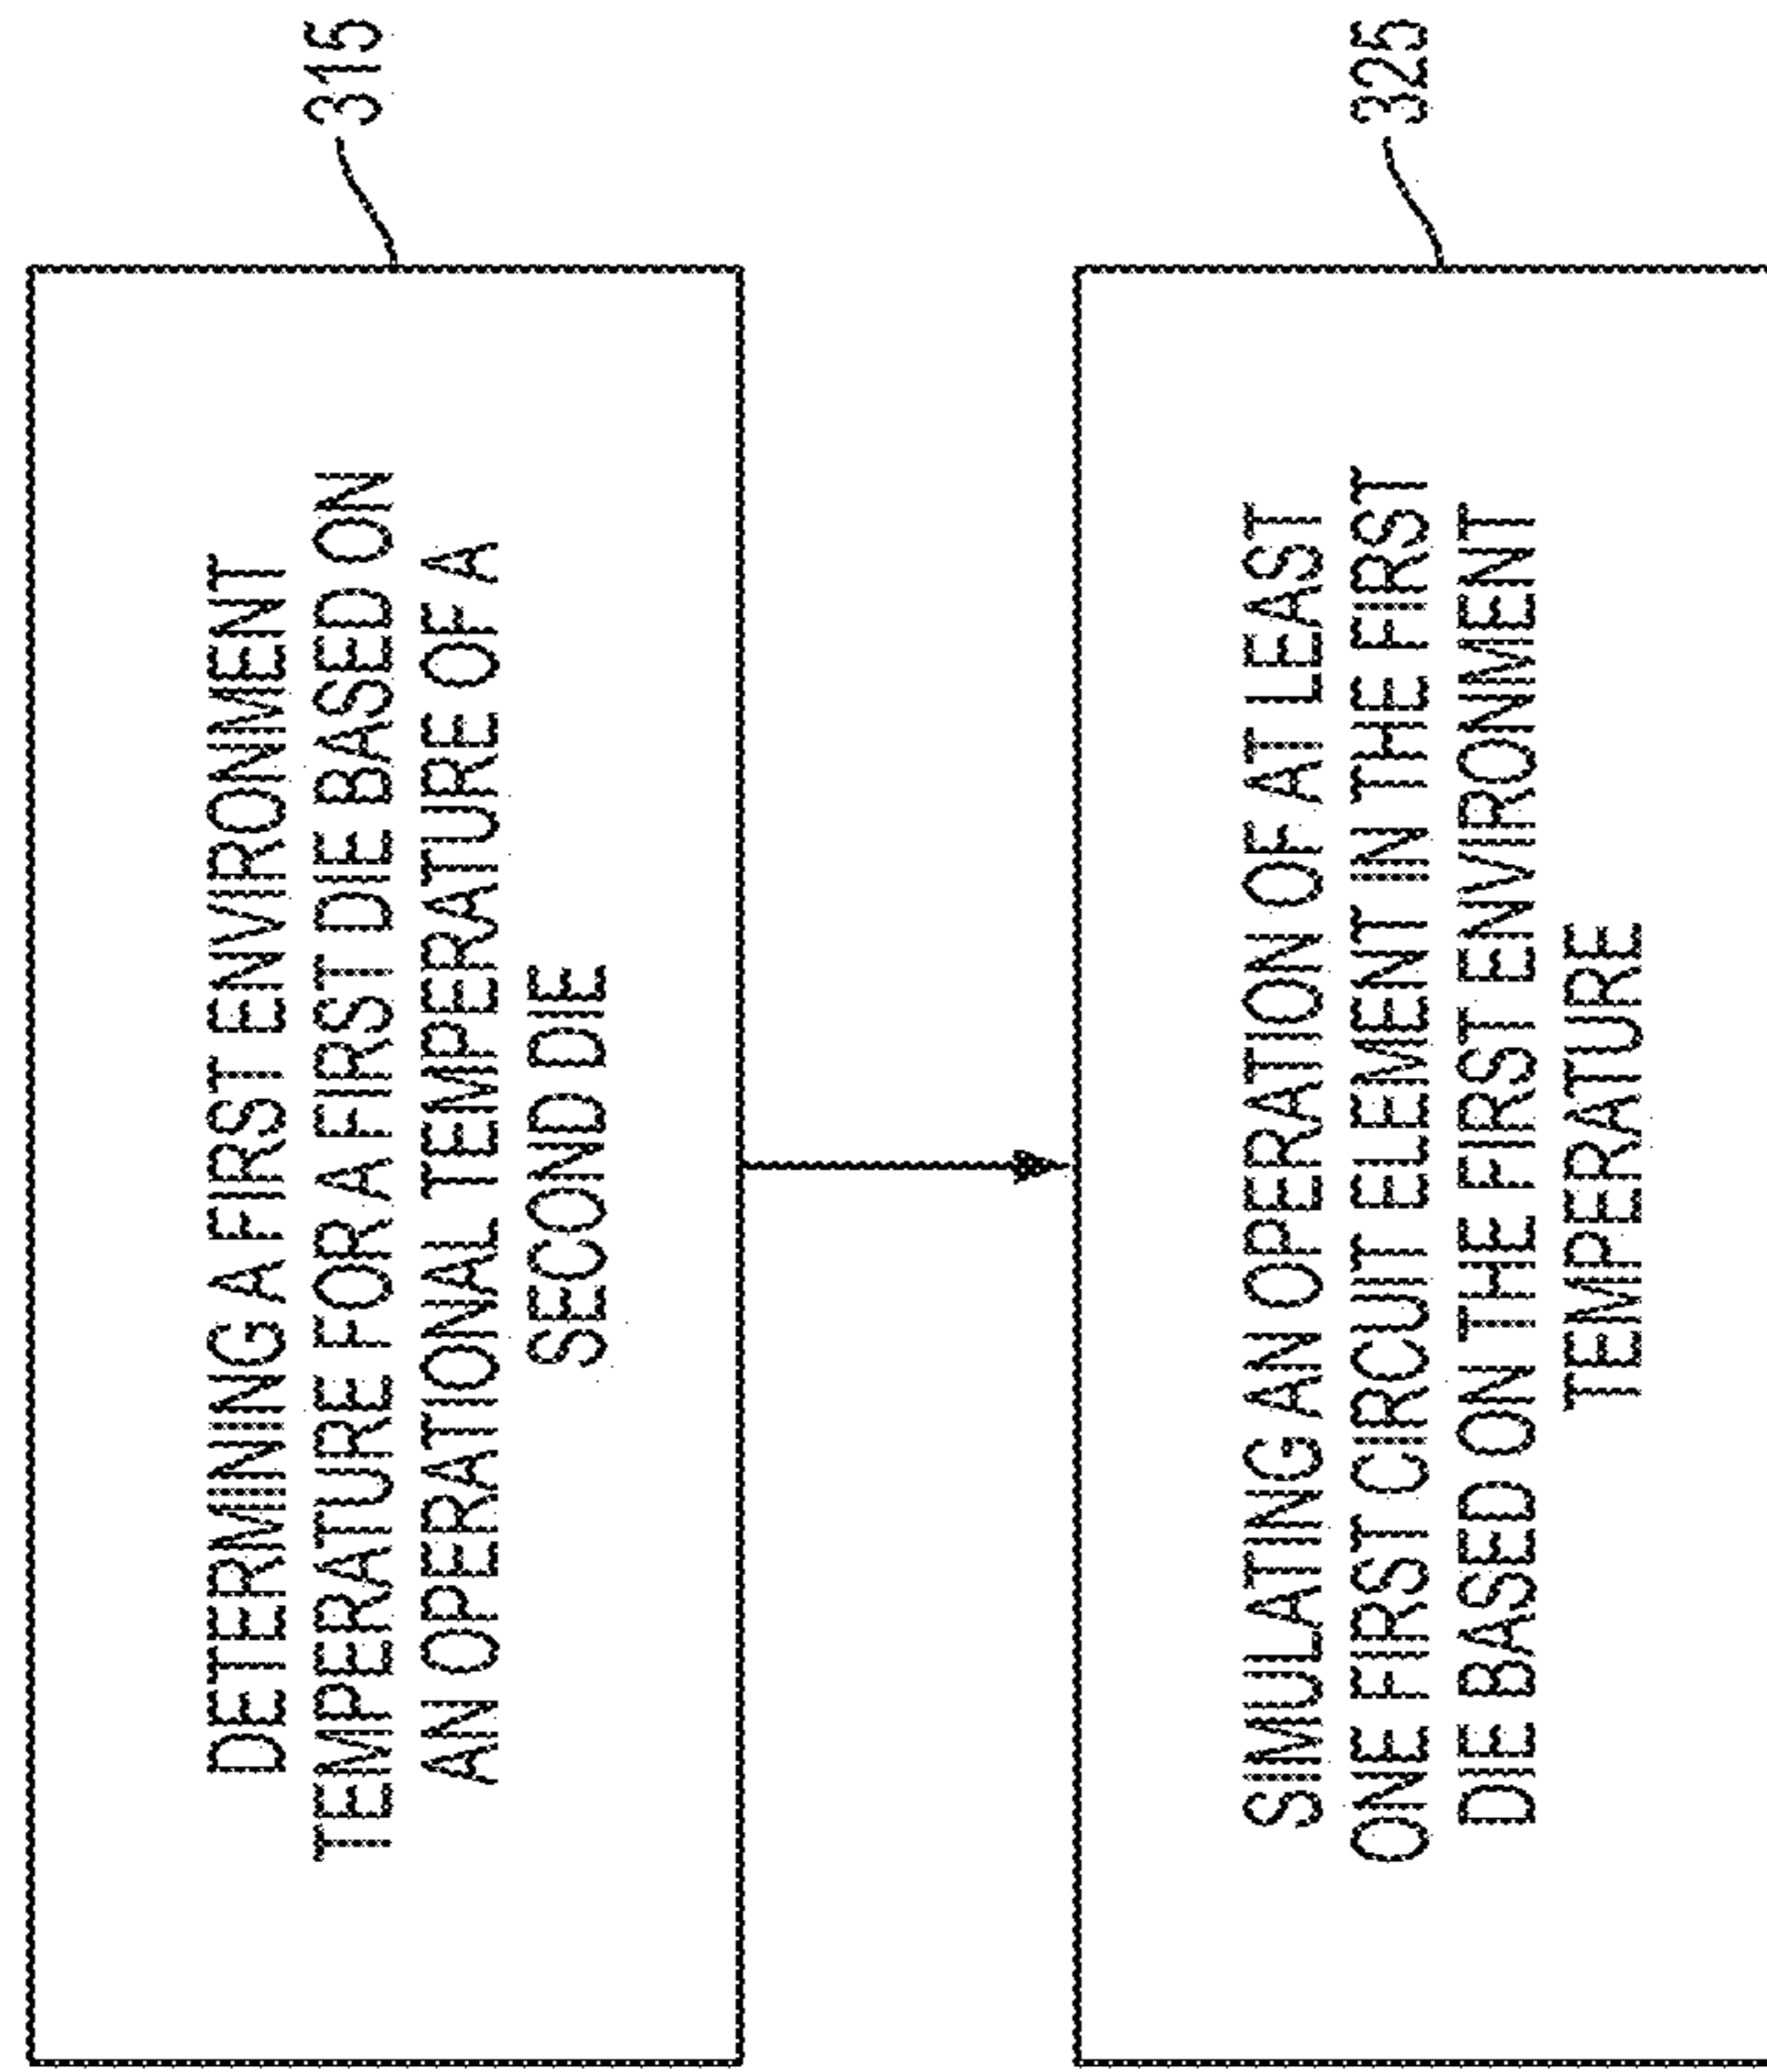 DETERMINING A FIRST ENVIRONMENT
TEMPERATURE FOR A FIRST DIE BASED ON
AN OPERATIONAL TEMPERATURE OF A
SECOND DIE
315
SIMULATING AN OPERATION OF AT LEAST
ONE FIRST CIRCUIT ELEMENT IN THE FIRST
DIE BASED ON THE FIRST ENVIRONMENT
TEMPERATURE
325